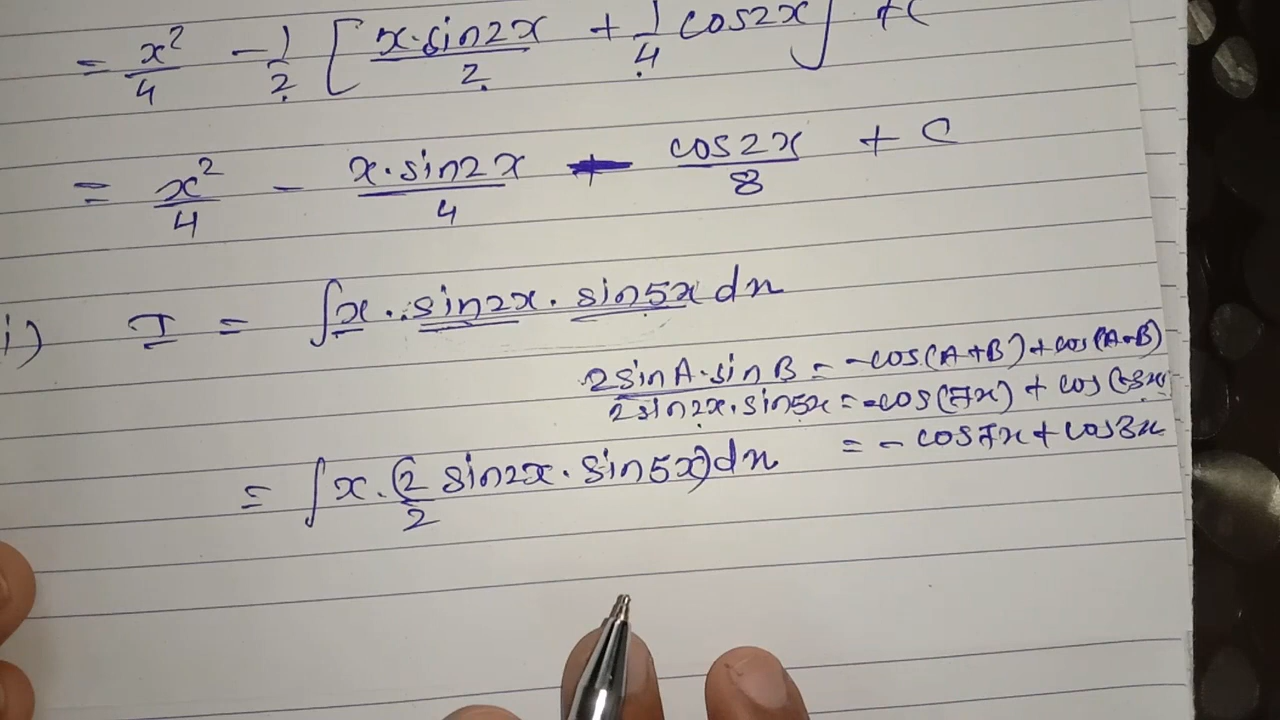 = x²/4 - 1/2 [x·sin2x/2 + 1/4 cos2x] + C
= x²/4 - x·sin2x/4 - cos2x/8 + C
i) I = ∫x · sin2x · sin5x dx
2sinA·sinB = -cos(A+B)+cos(A-B)
2sin2x·sin5x = -cos(7x) + cos(-3x)
= -cos7x + cos3x
= ∫x · (2/2 sin2x · sin5x) dx